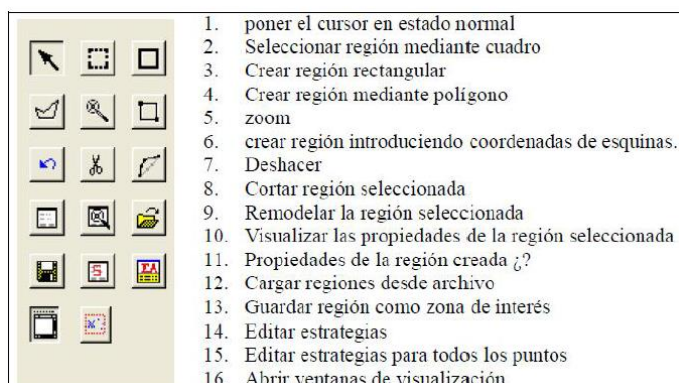 1. poner el cursor en estado normal
2. Seleccionar región mediante cuadro
3. Crear región rectangular
4. Crear región mediante polígono
5. zoom
6. crear región introduciendo coordenadas de esquinas.
7. Deshacer
8. Cortar región seleccionada
9. Remodelar la región seleccionada
10. Visualizar las propiedades de la región seleccionada
11. Propiedades de la región creada ¿?
12. Cargar regiones desde archivo
13. Guardar región como zona de interés
14. Editar estrategias
15. Editar estrategias para todos los puntos
16. Abrir ventanas de visualización